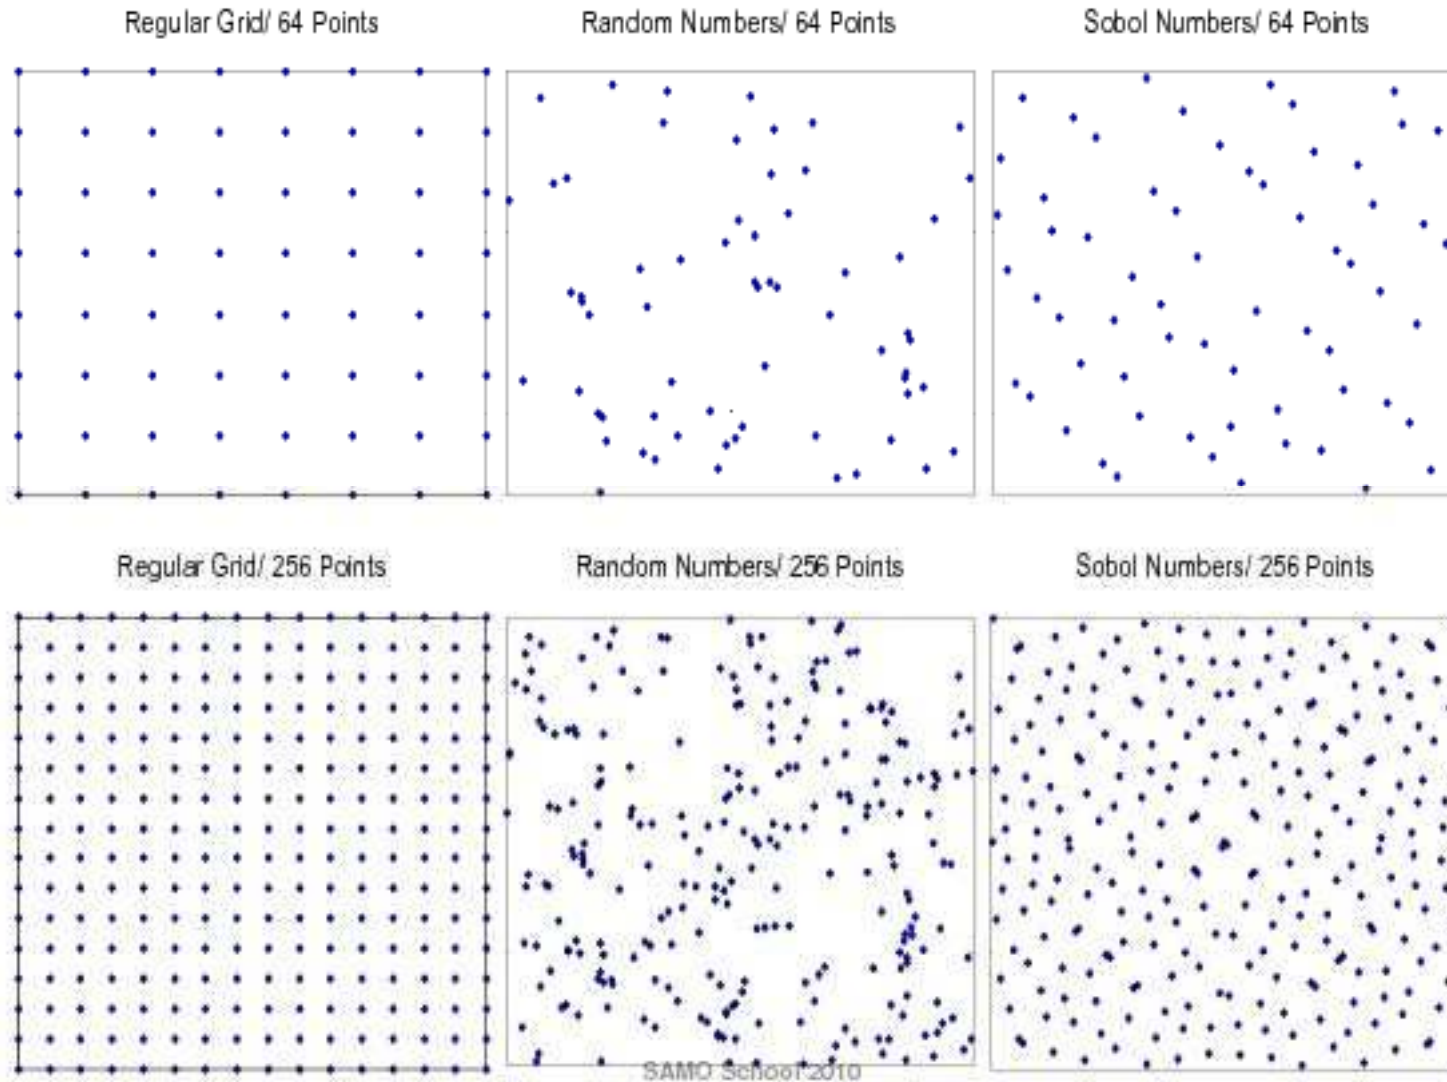 Regular Grid/ 64 Points
Random Numbers/ 64 Points
Sobol Numbers/ 64 Points
Regular Grid/ 256 Points
Random Numbers/ 256 Points
Sobol Numbers/ 256 Points
SAMO School 2010